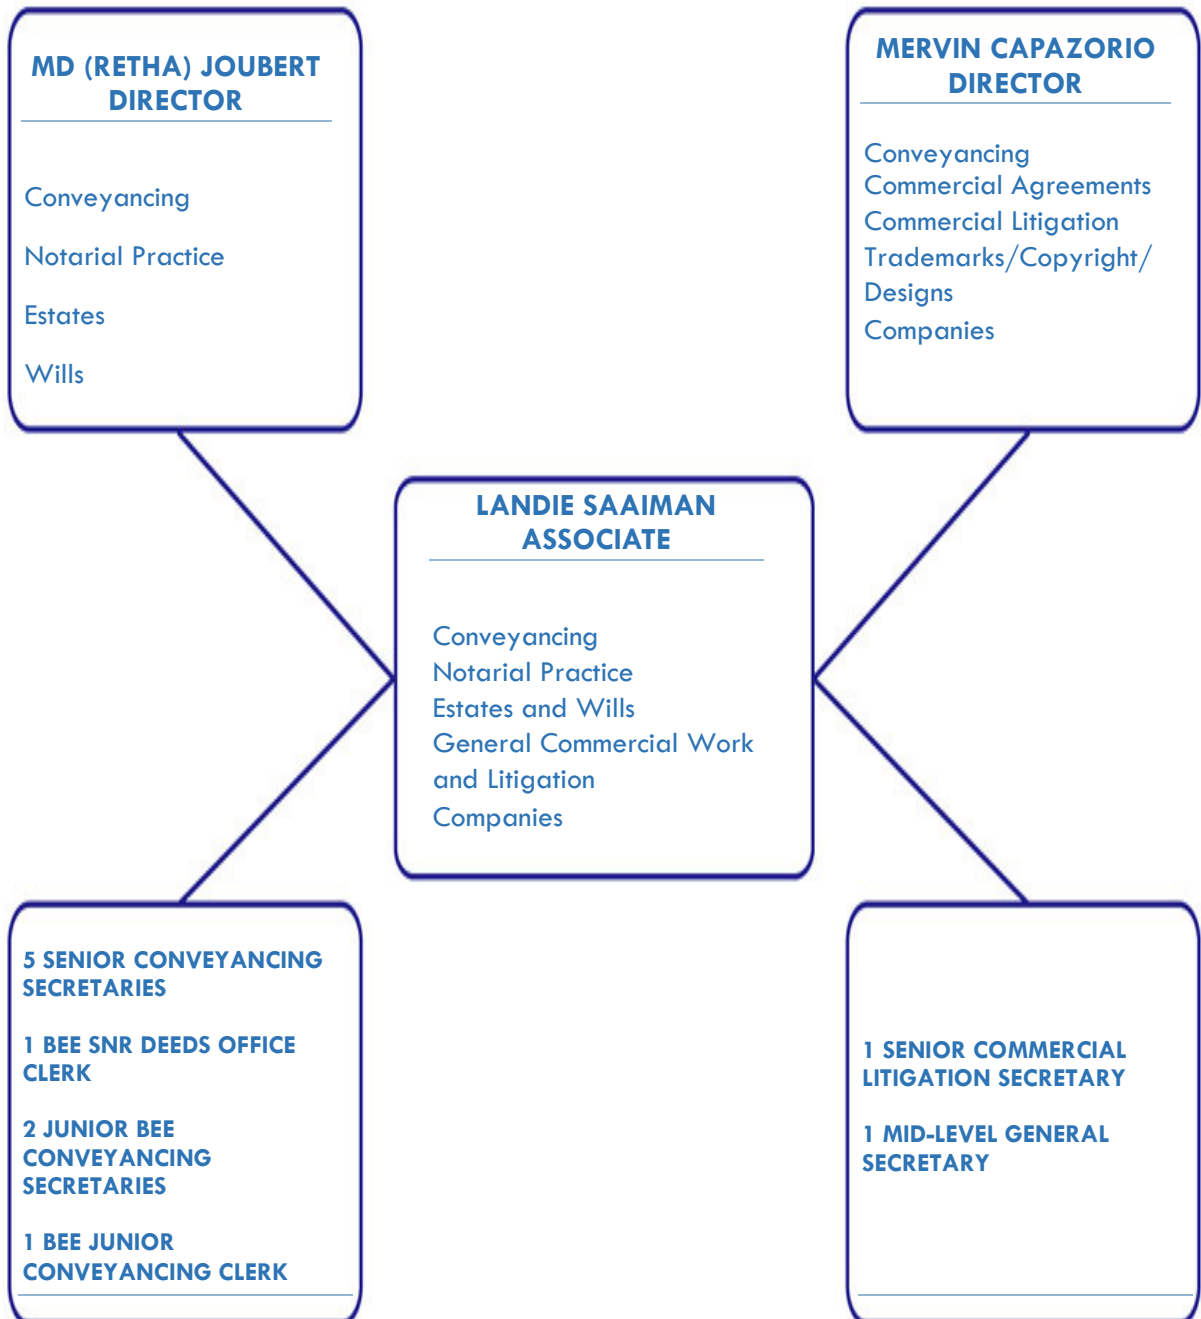 MD (RETHA) JOUBERT
DIRECTOR
Conveyancing
Notarial Practice
Estates
Wills
MERVIN CAPAZORIO
DIRECTOR
Conveyancing
Commercial Agreements
Commercial Litigation
Trademarks/Copyright/
Designs
Companies
LANDIE SAAIMAN
ASSOCIATE
Conveyancing
Notarial Practice
Estates and Wills
General Commercial Work
and Litigation
Companies
5 SENIOR CONVEYANCING
SECRETARIES
1 BEE SNR DEEDS OFFICE
CLERK
2 JUNIOR BEE
CONVEYANCING
SECRETARIES
1 BEE JUNIOR
CONVEYANCING CLERK
1 SENIOR COMMERCIAL
LITIGATION SECRETARY
1 MID-LEVEL GENERAL
SECRETARY